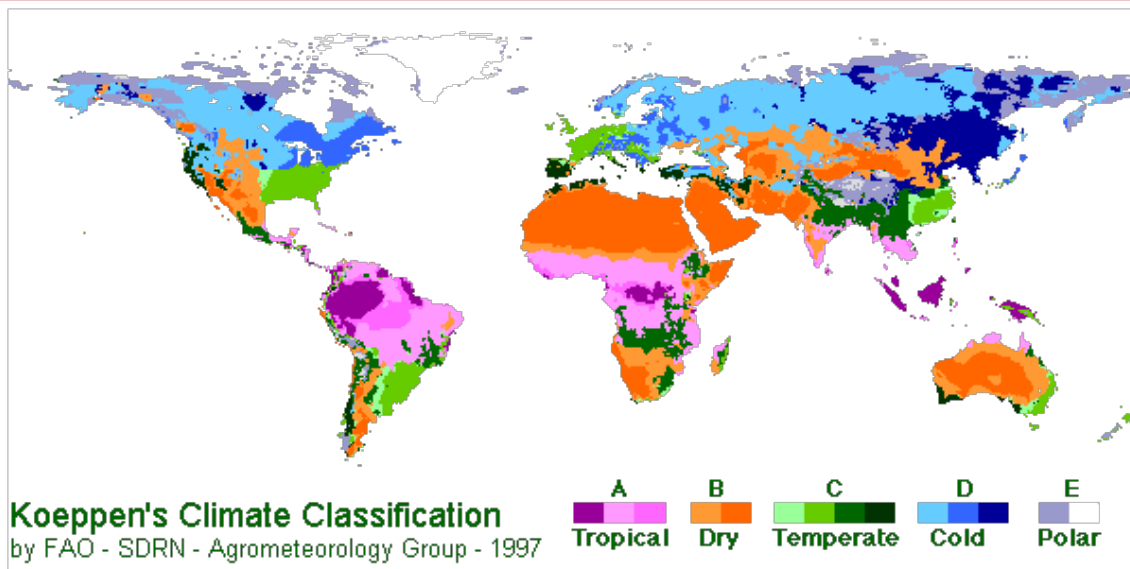 A B C D E
Tropical Dry Temperate Cold Polar
Koeppen's Climate Classification
by FAO - SDRN - Agrometeorology Group - 1997